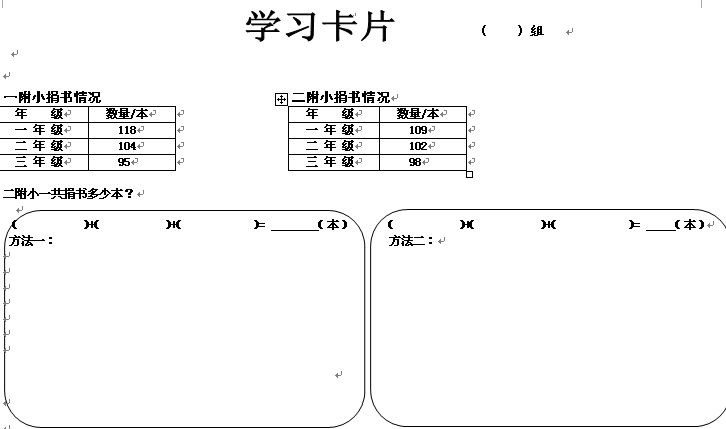 学习卡片 （ ）组
一附小捐书情况
年 级 数量/本
一 年 级 118
二 年 级 104
三 年 级 95
二附小捐书情况
年 级 数量/本
一 年 级 109
二 年 级 102
三 年 级 98
二附小一共捐书多少本？
（ ）+（ ）+（ ）=______（本）
方法一：
（ ）+（ ）+（ ）=____（本）
方法二：